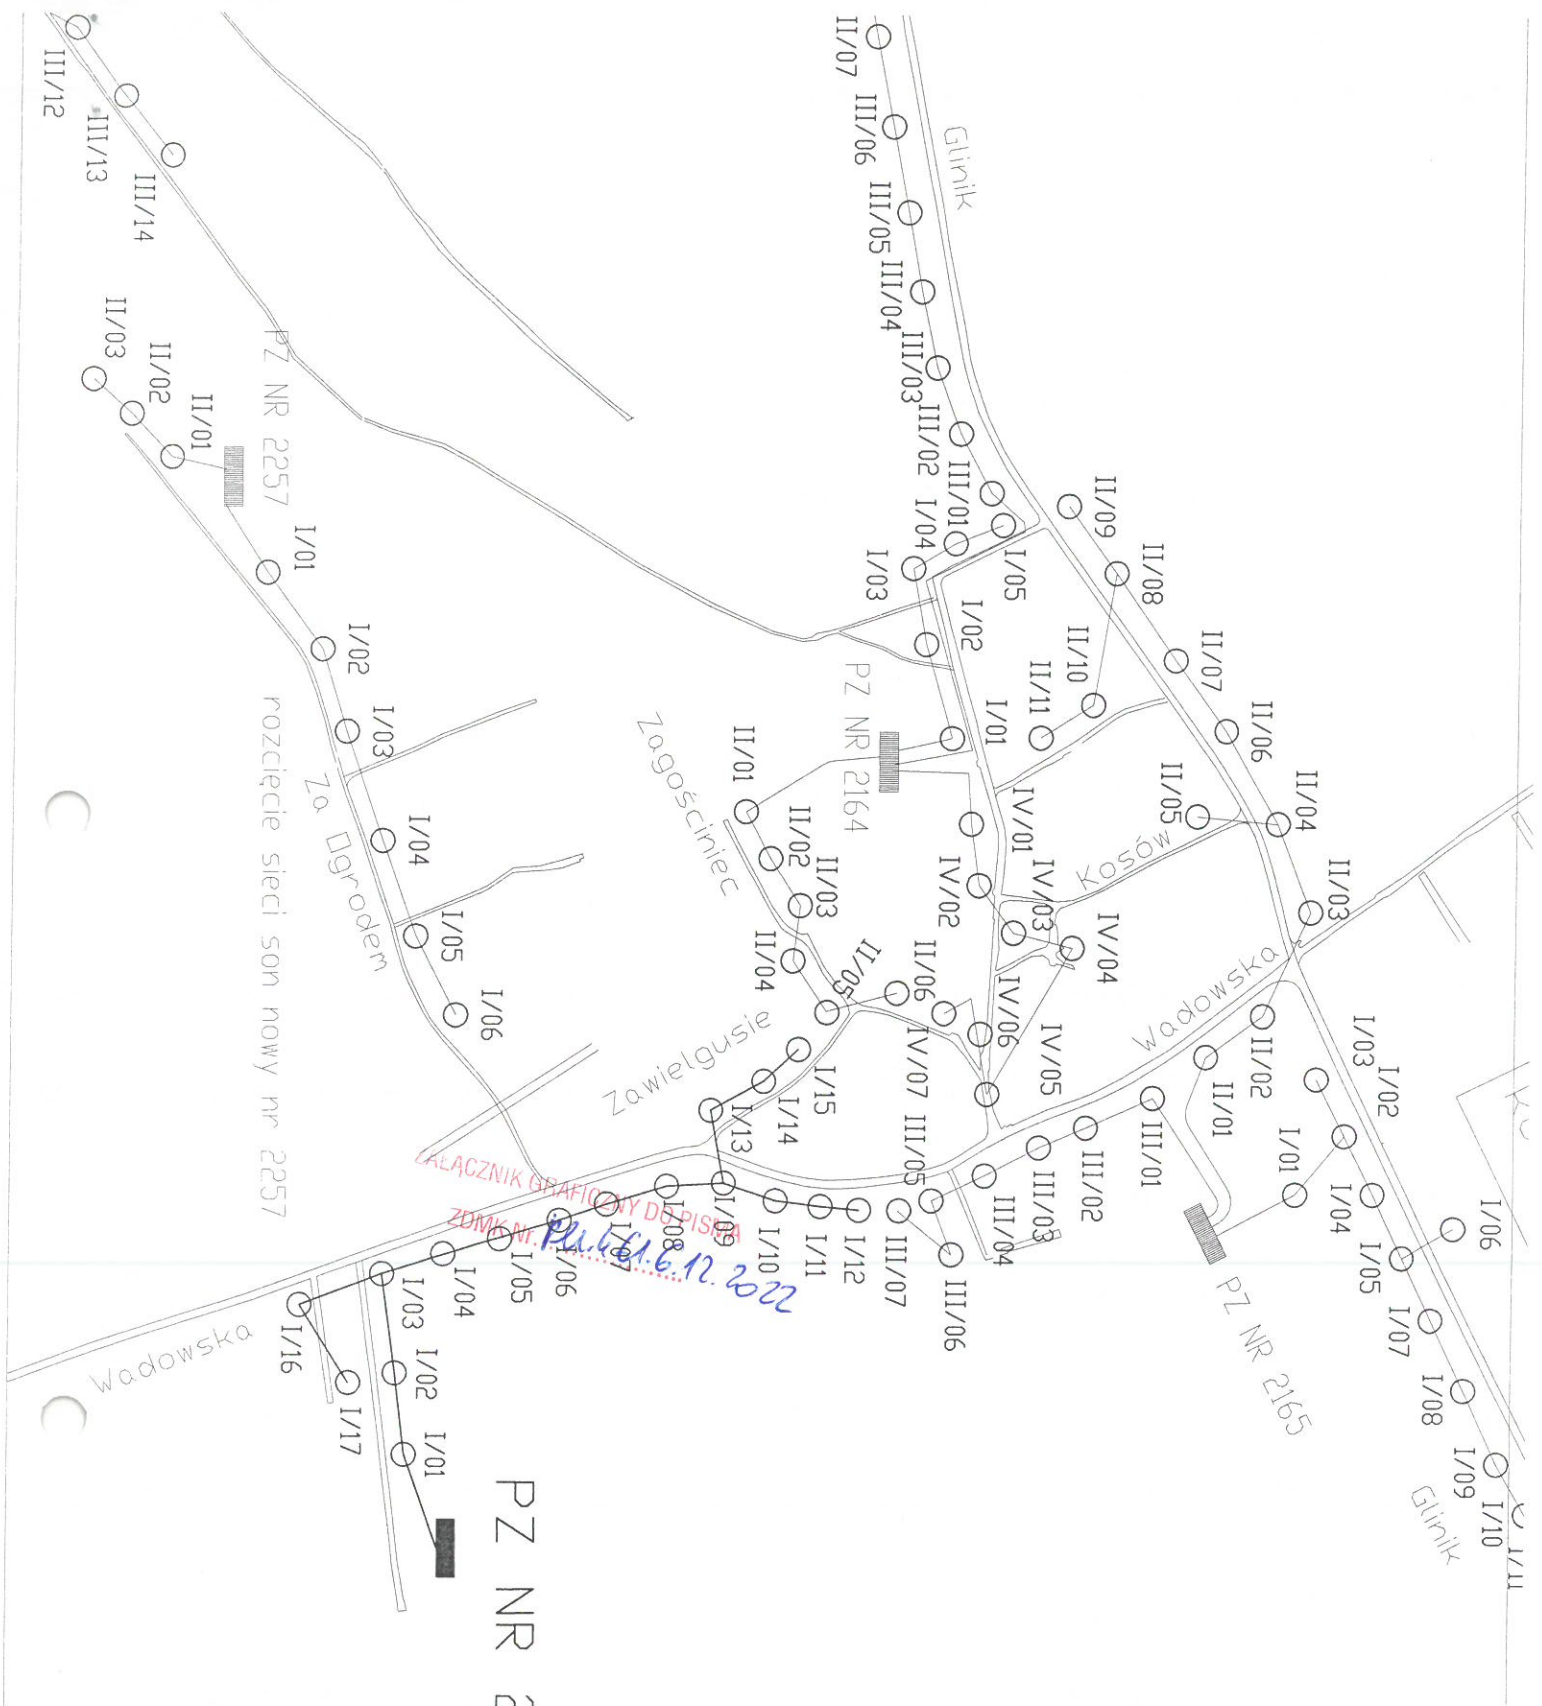 II/07
III/06
III/05
III/04
III/03
III/02
III/01
Glinik
III/12
III/13
III/14
II/03
II/02
II/01
PZ NR 2257
I/01
I/02
I/03
I/04
I/05
I/06
Za Ogrodem
rozcięcie sieci son nowy nr 2257
I/05
I/04
I/03
I/02
I/01
PZ NR 2164
II/01
II/02
II/03
II/04
II/05
II/06
Zagościniec
Zawielgusie
IV/01
IV/02
IV/03
IV/04
IV/05
IV/06
IV/07
Kosów
II/09
II/08
II/07
II/06
II/10
II/11
II/05
II/04
II/03
II/02
II/01
Wadowska
I/03
I/02
I/01
I/04
I/06
I/05
I/07
I/08
I/09
I/10
I/11
Glinik
PZ NR 2165
III/01
III/02
III/03
III/04
III/05
III/06
III/07
I/15
I/14
I/13
I/12
I/11
I/10
I/09
I/08
I/07
I/06
I/05
I/04
I/03
I/02
I/01
I/16
I/17
Wadowska
PZ NR
ZAŁĄCZNIK GRAFICZNY DO PISMA
ZDMK Nr.
12. 2022